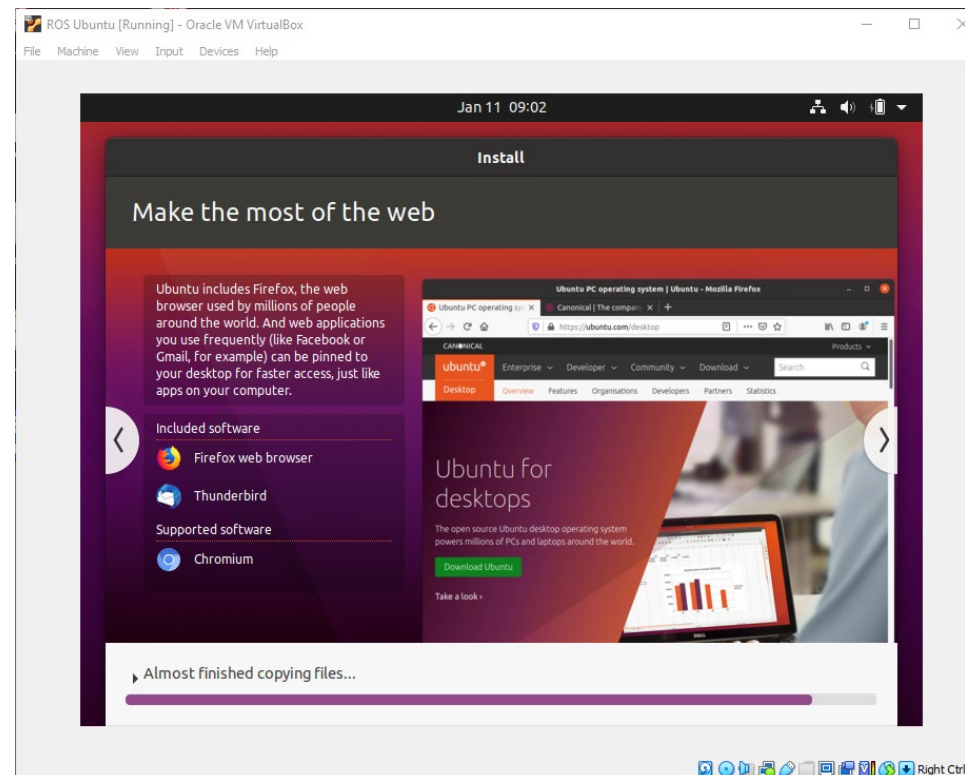 ROS Ubuntu [Running] - Oracle VM VirtualBox
File Machine View Input Devices Help
Jan 11 09:02
Install
Make the most of the web
Ubuntu includes Firefox, the web
browser used by millions of people
around the world. And web applications
you use frequently (like Facebook or
Gmail, for example) can be pinned to
your desktop for faster access, just like
apps on your computer.
Included software
Firefox web browser
Thunderbird
Supported software
Chromium
Ubuntu PC operating system | Ubuntu - Mozilla Firefox
Ubuntu PC operating sy
Canonical | The company
https://ubuntu.com/desktop
CANONICAL
Products
ubuntu
Enterprise Developer Community Download Search
Desktop Overview Features Organisations Developers Partners Statistics
Ubuntu for
desktops
The open source Ubuntu desktop operating system
powers millions of PCs and laptops around the world.
Download Ubuntu
Take a look ›
DELL
Almost finished copying files...
Right Ctrl